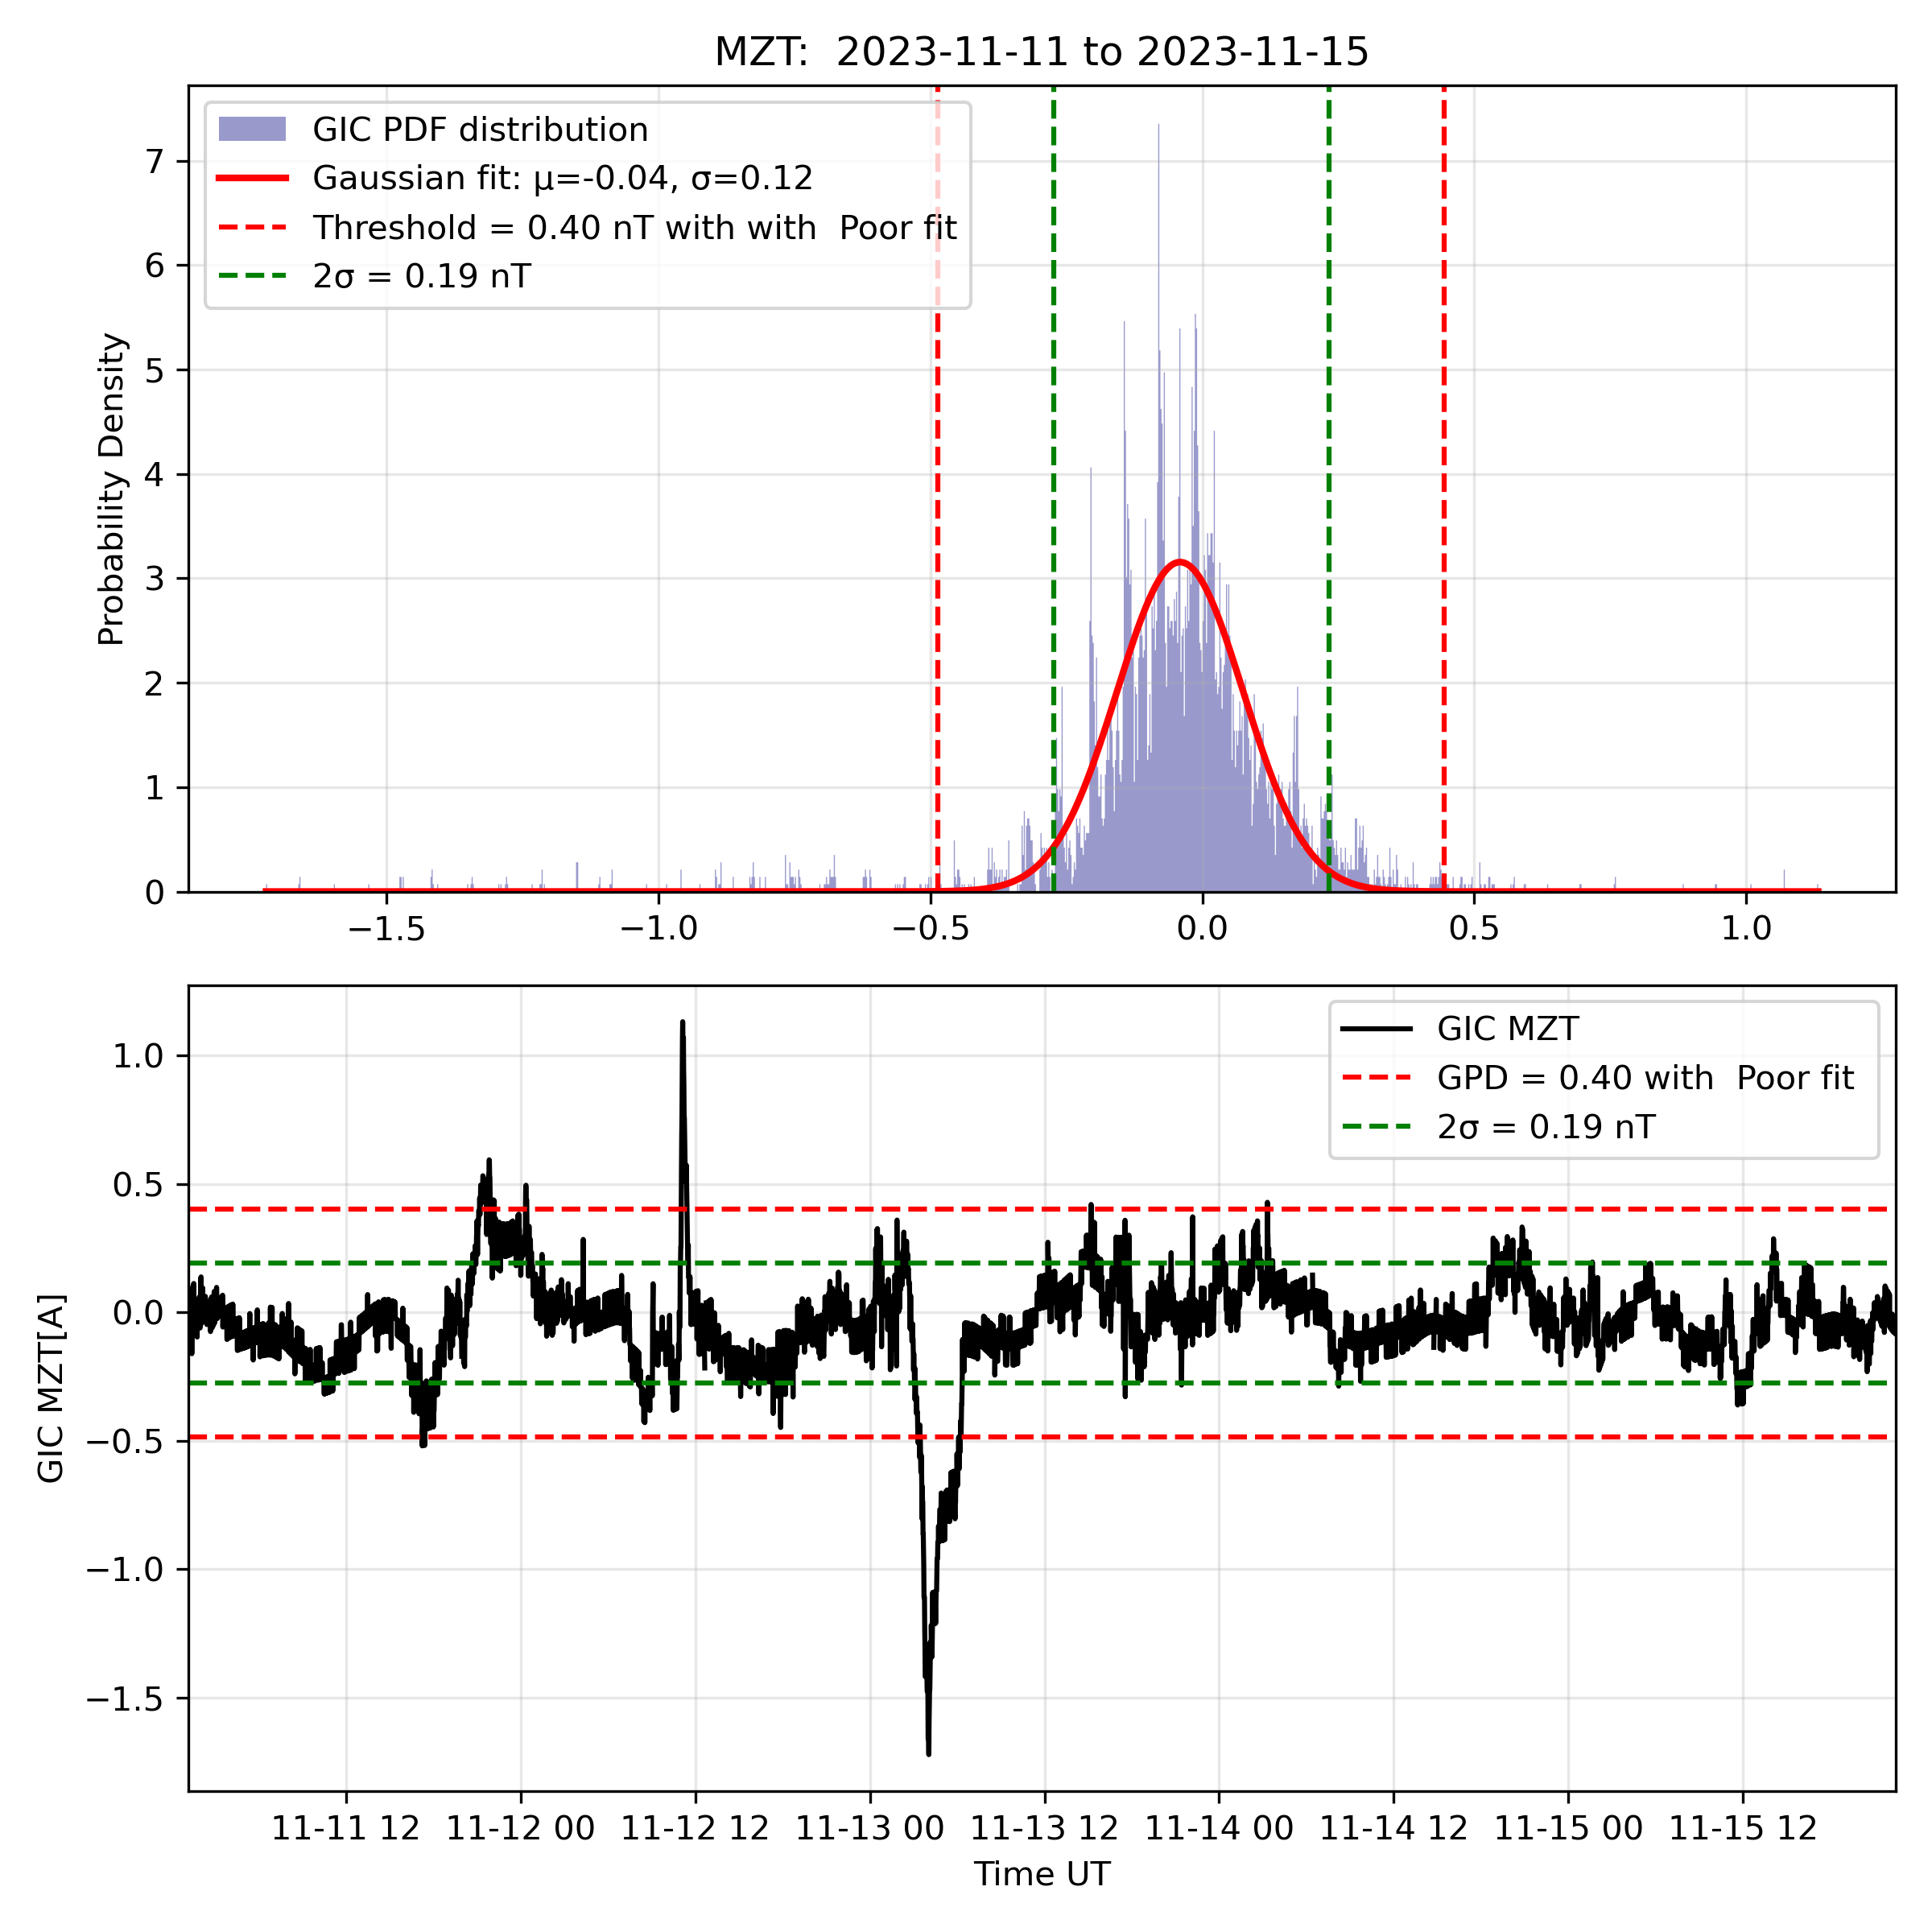 MZT:  2023-11-11 to 2023-11-15
GIC PDF distribution
Gaussian fit: μ=-0.04, σ=0.12
Threshold = 0.40 nT with with  Poor fit
2σ = 0.19 nT
Probability Density
7
6
5
4
3
2
1
0
−1.5 −1.0 −0.5 0.0 0.5 1.0
GIC MZT
GPD = 0.40 with  Poor fit
2σ = 0.19 nT
GIC MZT[A]
1.0
0.5
0.0
−0.5
−1.0
−1.5
11-11 12 11-12 00 11-12 12 11-13 00 11-13 12 11-14 00 11-14 12 11-15 00 11-15 12
Time UT